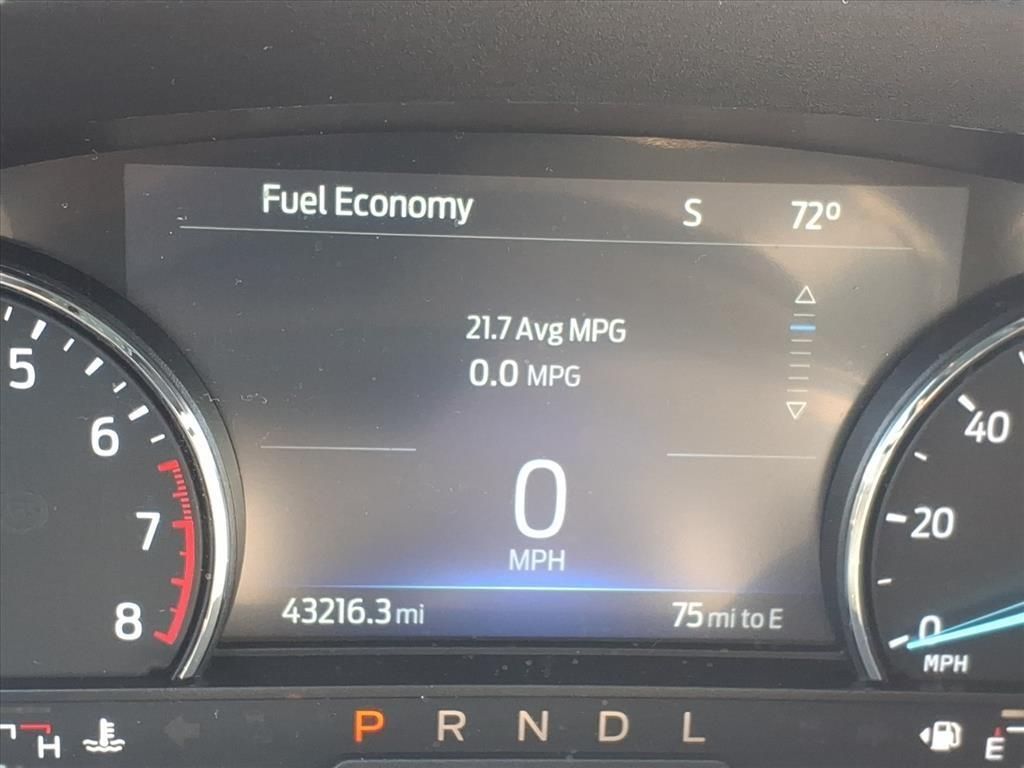 Fuel Economy S 72º
21.7 Avg MPG
0.0 MPG
5
6
7
8
0
MPH
43216.3 mi 75 mi to E
40
20
0
MPH
H
P R N D L
E